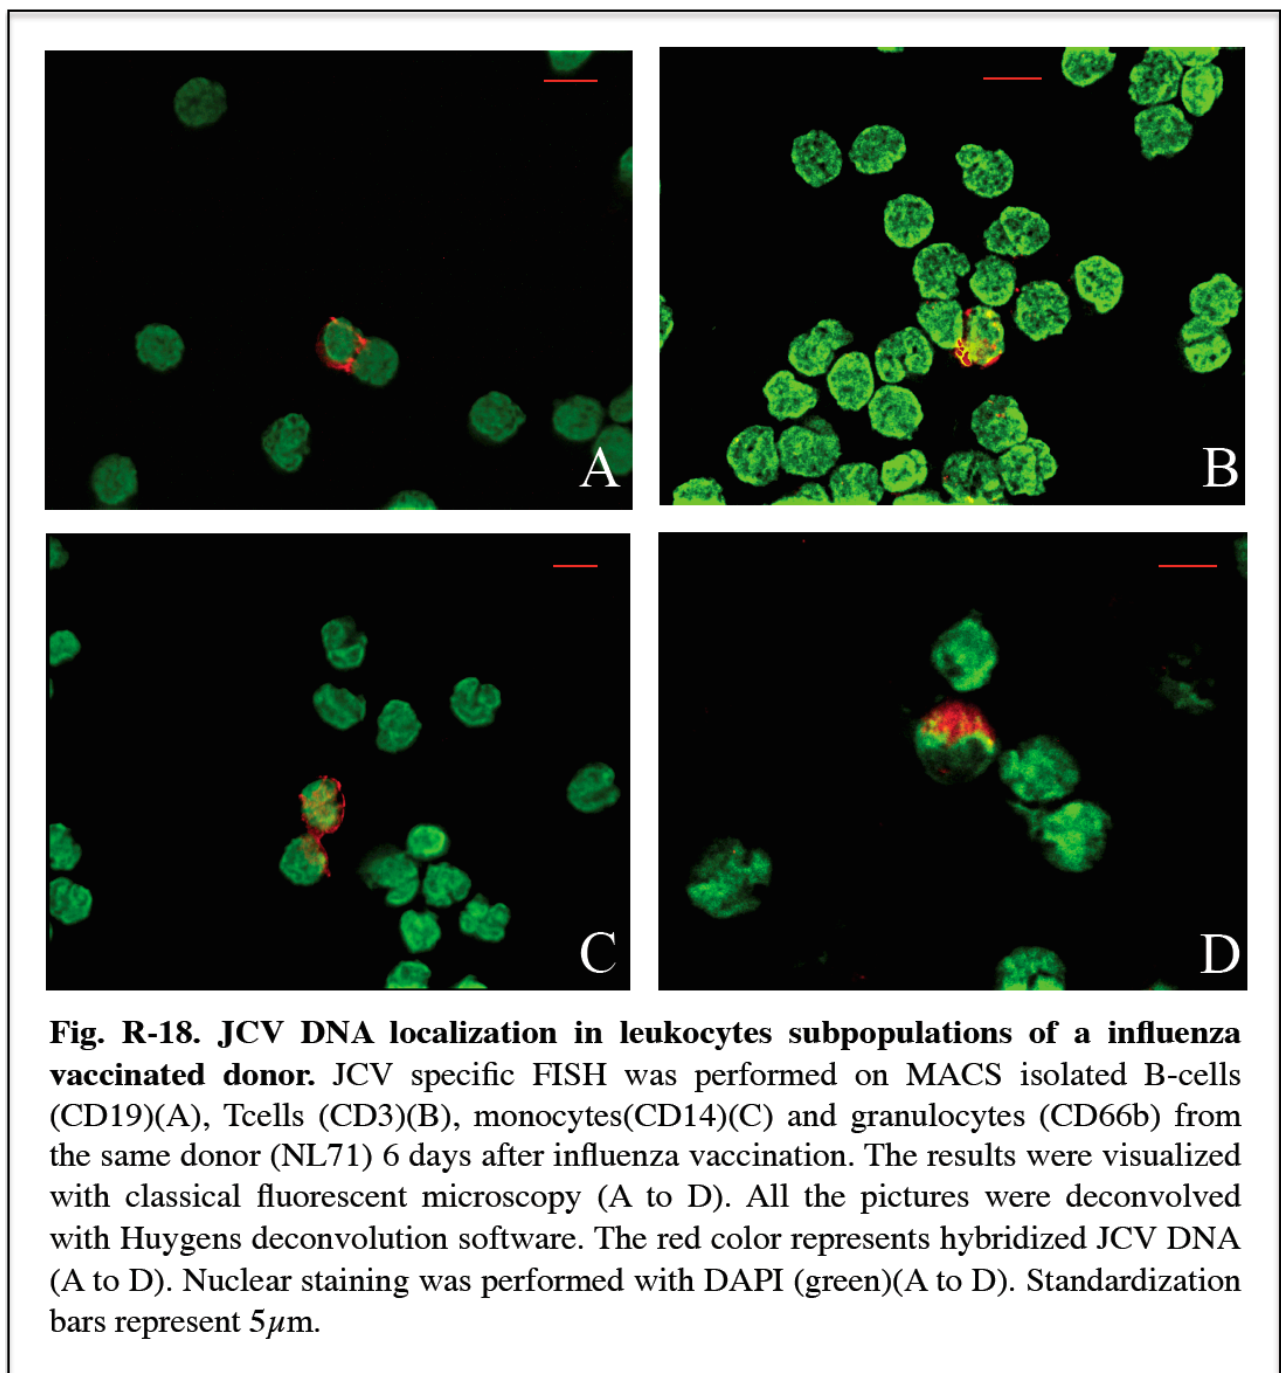 A
B
C
D
Fig. R-18. JCV DNA localization in leukocytes subpopulations of a influenza
vaccinated donor. JCV specific FISH was performed on MACS isolated B-cells
(CD19)(A), Tcells (CD3)(B), monocytes(CD14)(C) and granulocytes (CD66b) from
the same donor (NL71) 6 days after influenza vaccination. The results were visualized
with classical fluorescent microscopy (A to D). All the pictures were deconvolved
with Huygens deconvolution software. The red color represents hybridized JCV DNA
(A to D). Nuclear staining was performed with DAPI (green)(A to D). Standardization
bars represent 5µm.